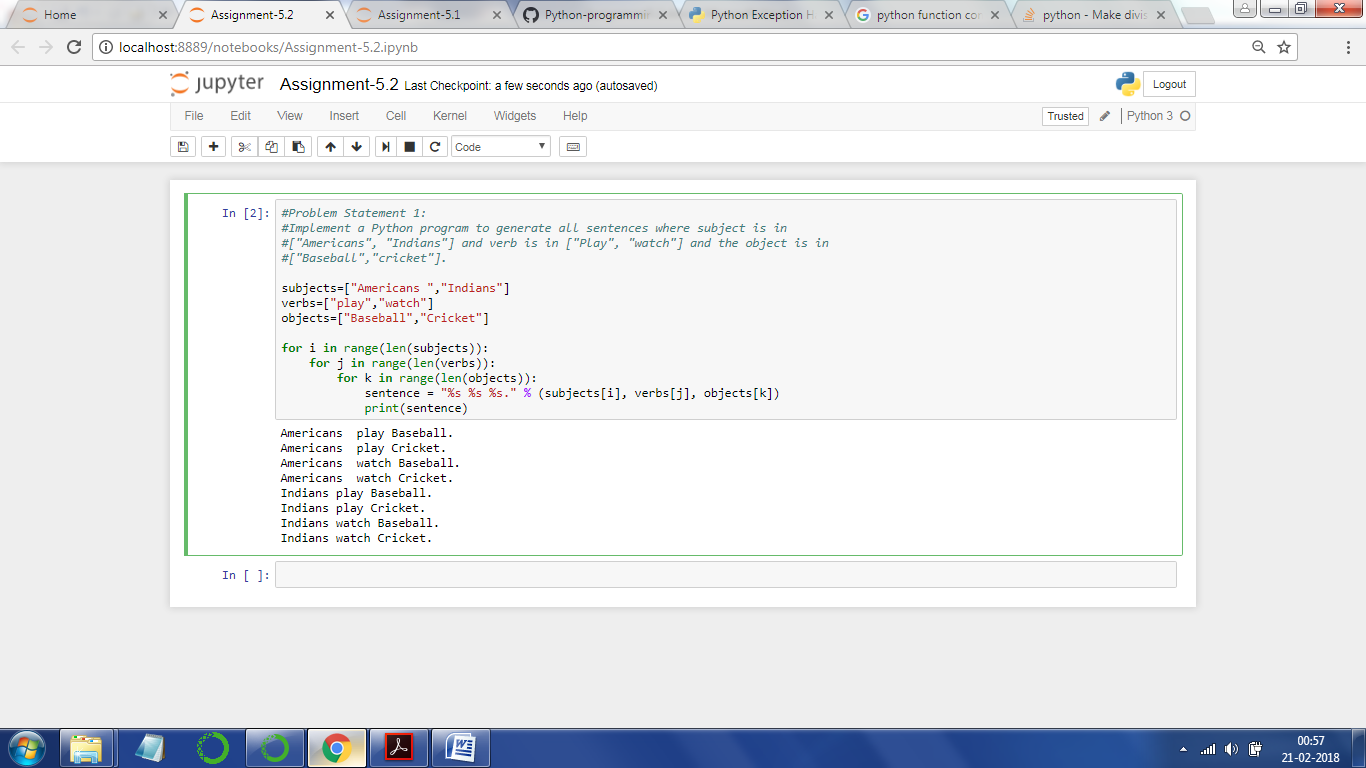 Home
Assignment-5.2
Assignment-5.1
Python-programmin
Python Exception H
python function con
python - Make divis
localhost:8889/notebooks/Assignment-5.2.ipynb
jupyter Assignment-5.2 Last Checkpoint: a few seconds ago (autosaved)
Logout
File Edit View Insert Cell Kernel Widgets Help
Trusted Python 3
Code
In [2]:
#Problem Statement 1:
#Implement a Python program to generate all sentences where subject is in
#["Americans", "Indians"] and verb is in ["Play", "watch"] and the object is in
#["Baseball","cricket"].
subjects=["Americans ","Indians"]
verbs=["play","watch"]
objects=["Baseball","Cricket"]
for i in range(len(subjects)):
    for j in range(len(verbs)):
        for k in range(len(objects)):
            sentence = "%s %s %s." % (subjects[i], verbs[j], objects[k])
            print(sentence)
Americans  play Baseball.
Americans  play Cricket.
Americans  watch Baseball.
Americans  watch Cricket.
Indians play Baseball.
Indians play Cricket.
Indians watch Baseball.
Indians watch Cricket.
In [ ]:
00:57
21-02-2018